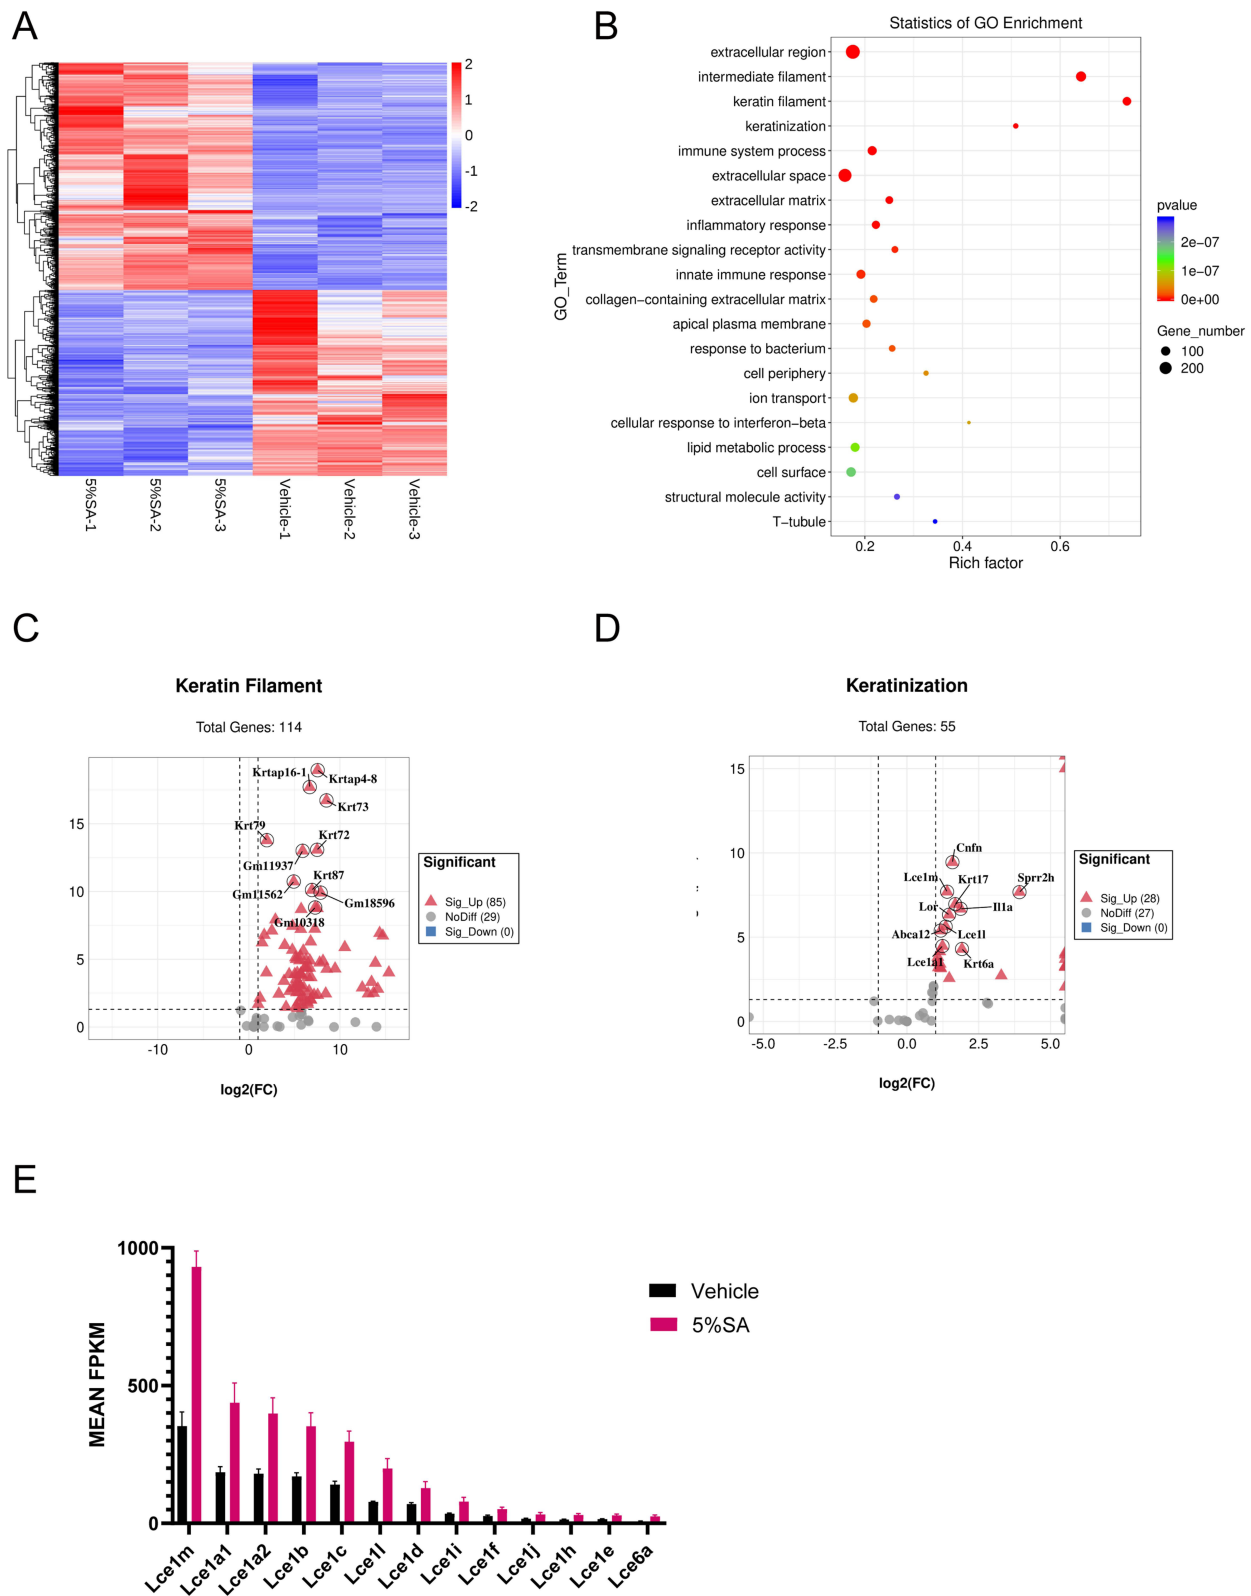 A
2
1
0
-1
-2
5%SA-1
5%SA-2
5%SA-3
Vehicle-1
Vehicle-2
Vehicle-3
B
Statistics of GO Enrichment
GO_Term
extracellular region
intermediate filament
keratin filament
keratinization
immune system process
extracellular space
extracellular matrix
inflammatory response
transmembrane signaling receptor activity
innate immune response
collagen−containing extracellular matrix
apical plasma membrane
response to bacterium
cell periphery
ion transport
cellular response to interferon−beta
lipid metabolic process
cell surface
structural molecule activity
T−tubule
0.2 0.4 0.6
Rich factor
pvalue
2e−07
1e−07
0e+00
Gene_number
100
200
C
Keratin Filament
Total Genes: 114
15
10
5
0
Krtap16-1
Krtap4-8
Krt73
Krt79
Krt72
Gm11937
Krt87
Gm11562
Gm18596
Gm10318
-10 0 10
log2(FC)
Significant
Sig_Up (85)
NoDiff (29)
Sig_Down (0)
D
Keratinization
Total Genes: 55
15
10
5
0
Cnfn
Lce1m
Krt17
Sprr2h
Lor
Il1a
Abca12
Lce1l
Lce1a1
Krt6a
-5.0 -2.5 0.0 2.5 5.0
log2(FC)
Significant
Sig_Up (28)
NoDiff (27)
Sig_Down (0)
E
MEAN FPKM
1000
500
0
Lce1m
Lce1a1
Lce1a2
Lce1b
Lce1c
Lce1l
Lce1d
Lce1i
Lce1f
Lce1j
Lce1h
Lce1e
Lce6a
Vehicle
5%SA